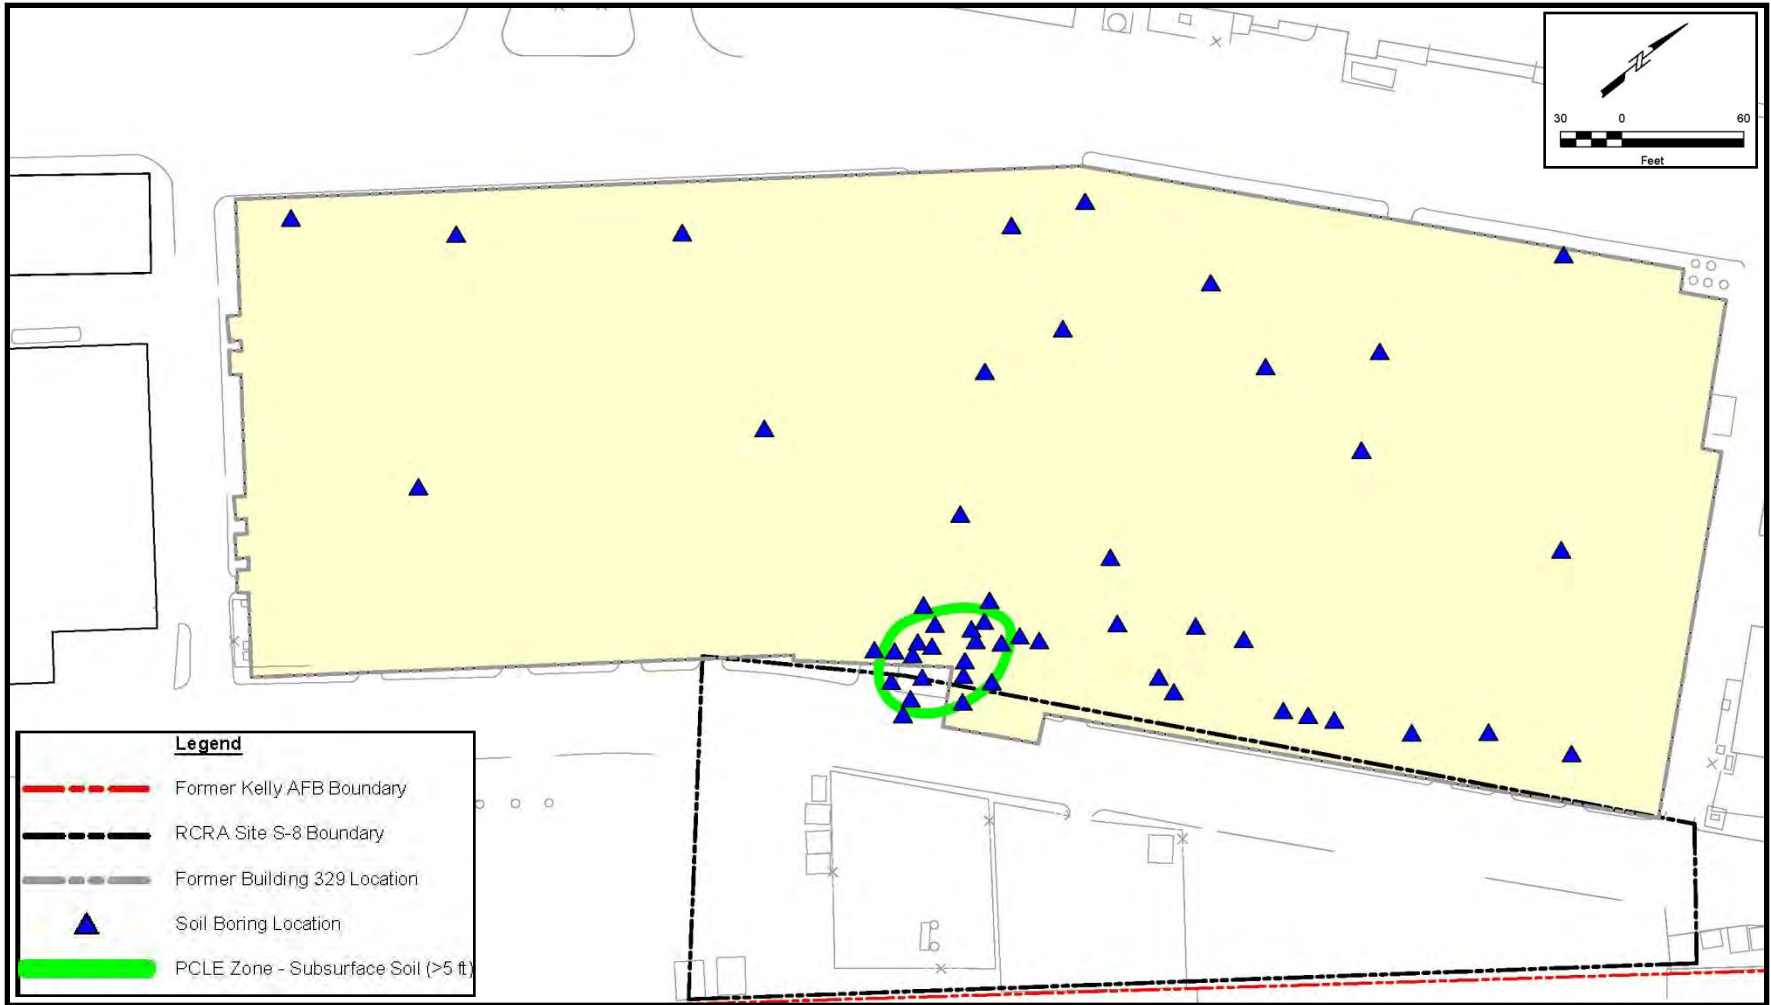 N
30 0 60
Feet
Legend
Former Kelly AFB Boundary
RCRA Site S-8 Boundary
Former Building 329 Location
Soil Boring Location
PCLE Zone - Subsurface Soil (>5 ft)